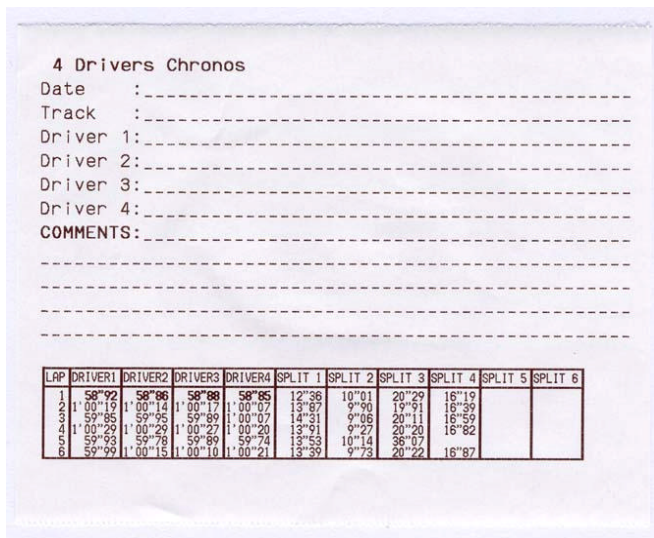 4 Drivers Chronos
Date :
Track :
Driver 1:
Driver 2:
Driver 3:
Driver 4:
COMMENTS:
LAP DRIVER1 DRIVER2 DRIVER3 DRIVER4 SPLIT 1 SPLIT 2 SPLIT 3 SPLIT 4 SPLIT 5 SPLIT 6
1 58"92 58"86 58"88 58"85 12"36 10"01 20"29 16"19
2 1'00"19 1'00"14 1'00"17 1'00"07 13"87 9"90 19"91 16"39
3 59"85 59"95 59"89 1'00"07 14"31 9"06 20"11 16"59
4 1'00"29 1'00"29 1'00"27 1'00"20 13"91 9"27 20"20 16"82
5 59"93 59"78 59"89 59"74 13"53 10"14 36"07
6 59"99 1'00"15 1'00"10 1'00"21 13"39 9"73 20"22 16"87